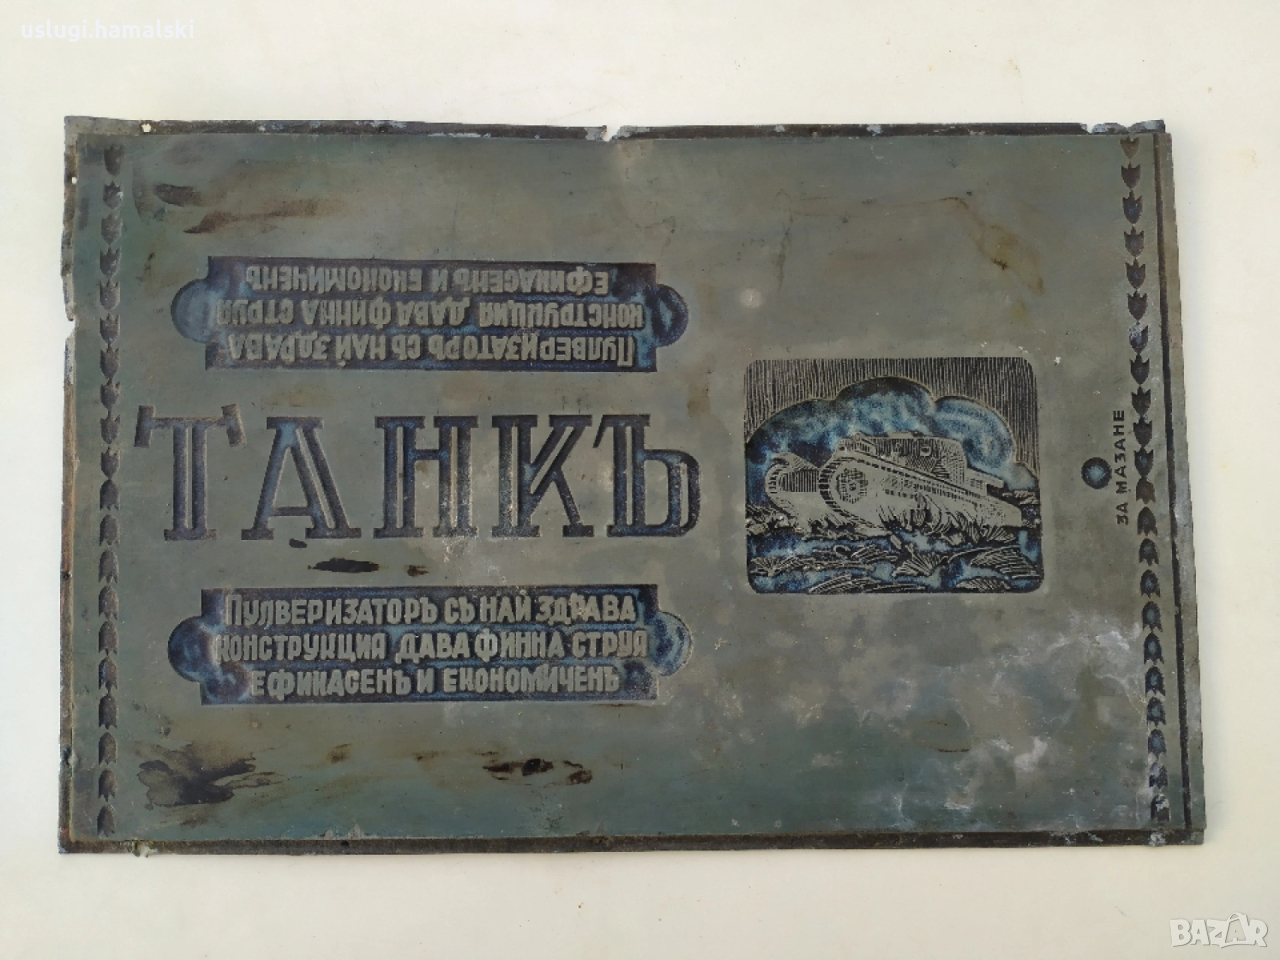 uslugi.hamalski
Пулверизаторъ съ най здрава
конструкция дава финна струя
ефикасенъ и економиченъ
ТАНКЪ
Пулверизаторъ съ най здрава
конструкция дава финна струя
ефикасенъ и економиченъ
ЗА МАЗАНЕ
BAZAR